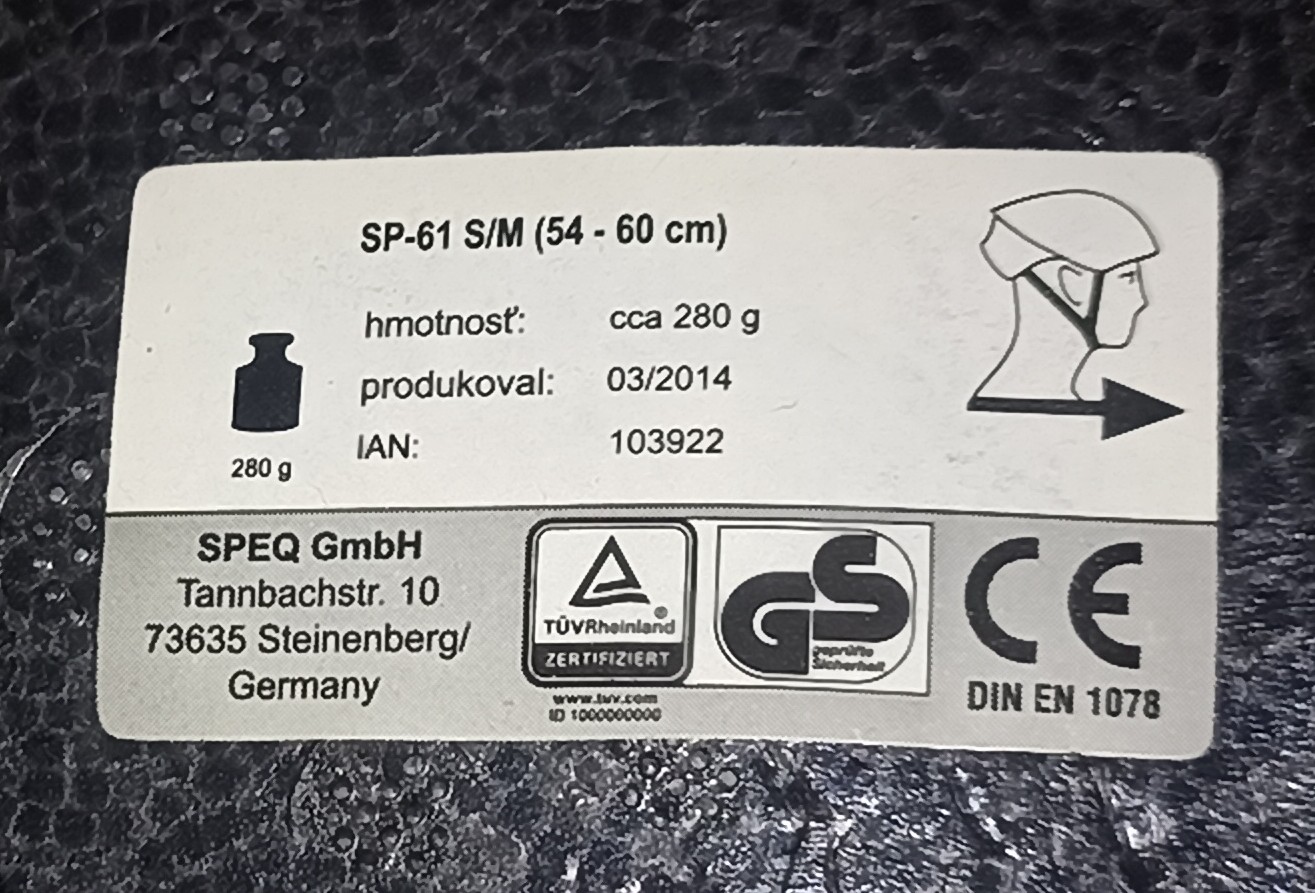 SP-61 S/M (54 - 60 cm)
hmotnosť: cca 280 g
produkoval: 03/2014
IAN: 103922
280 g
SPEQ GmbH
Tannbachstr. 10
73635 Steinenberg/
Germany
TÜVRheinland
®
ZERTIFIZIERT
www.tuv.com
ID 1000000000
GS
geprüfte
Sicherheit
CE
DIN EN 1078